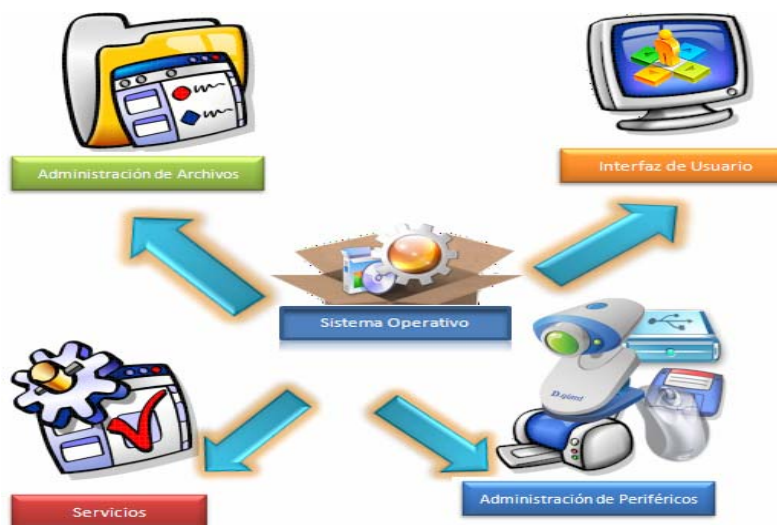 Administración de Archivos
Interfaz de Usuario
Sistema Operativo
Servicios
Administración de Periféricos